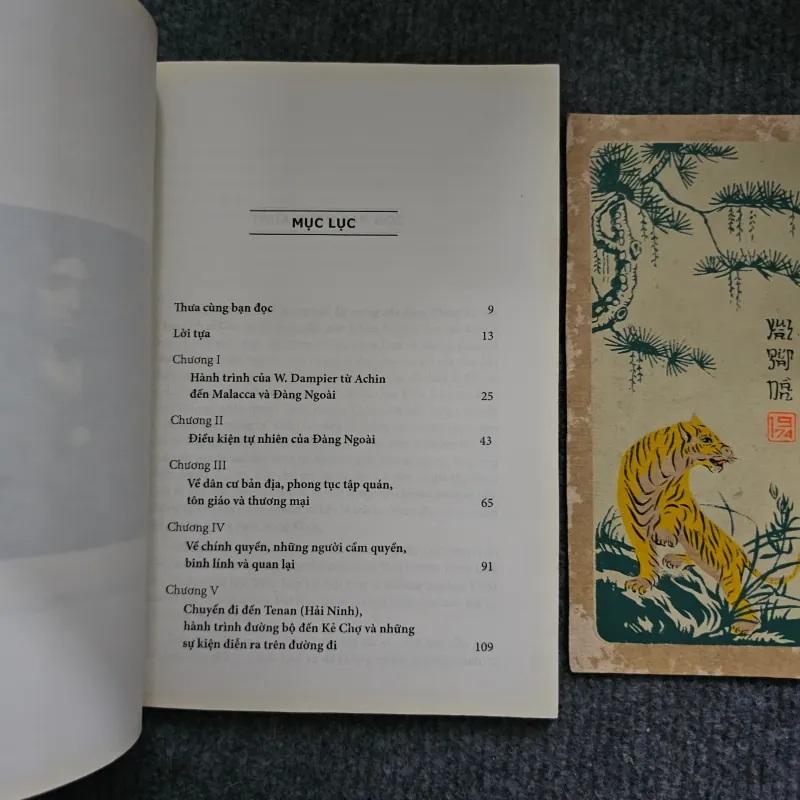 MỤC LỤC
Thưa cùng bạn đọc 9
Lời tựa 13
Chương I
Hành trình của W. Dampier từ Achin
đến Malacca và Đàng Ngoài 25
Chương II
Điều kiện tự nhiên của Đàng Ngoài 43
Chương III
Về dân cư bản địa, phong tục tập quán,
tôn giáo và thương mại 65
Chương IV
Về chính quyền, những người cầm quyền,
binh lính và quan lại 91
Chương V
Chuyến đi đến Tenan (Hải Ninh),
hành trình đường bộ đến Kẻ Chợ và những
sự kiện diễn ra trên đường đi 109
1974